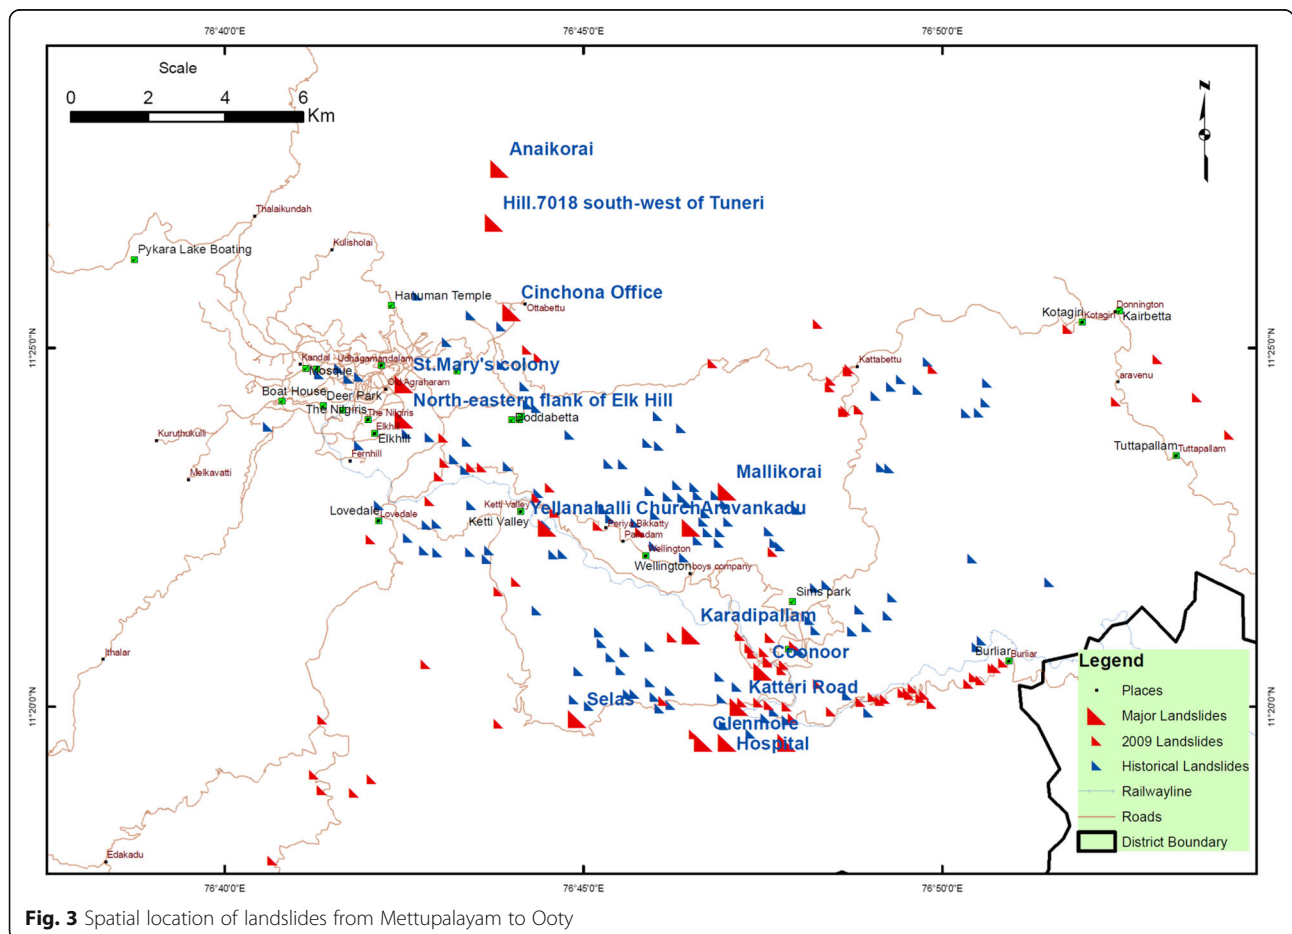 76°40'0"E 76°45'0"E 76°50'0"E
Scale
0 2 4 6
Km
N
Anaikorai
Hill.7018 south-west of Tuneri
Thalaikundah
Kulisholai
Pykara Lake Boating
Hanuman Temple
Cinchona Office
Ottabettu
Donnington
Kotagiri
Kotagiri
Kairbetta
11°25'0"N
11°25'0"N
Kandal
Udhagamandalam
Mosque
St.Mary's colony
Kattabettu
aravenu
Old Agraharam
Boat House
Deer Park
North-eastern flank of Elk Hill
The Nilgiris
The Nilgiris
Doddabetta
Elkhill
Elkhill
Kuruthukulli
Fernhill
Tuttapallam
Tuttapallam
Melkavatti
Mallikorai
Lovedale
Lovedale
Ketti Valley
Ketti Valley
Yellanahalli Church
Aravankadu
Periya Bikkatty
Palladam
Wellington
Wellington
boys company
Sims park
Karadipallam
Coonoor
Burliar
Burliar
Ithalar
Katteri Road
Selas
11°20'0"N
11°20'0"N
Glenmore
Hospital
Edakadu
Legend
Places
Major Landslides
2009 Landslides
Historical Landslides
Railwayline
Roads
District Boundary
76°40'0"E 76°45'0"E 76°50'0"E
Fig. 3 Spatial location of landslides from Mettupalayam to Ooty